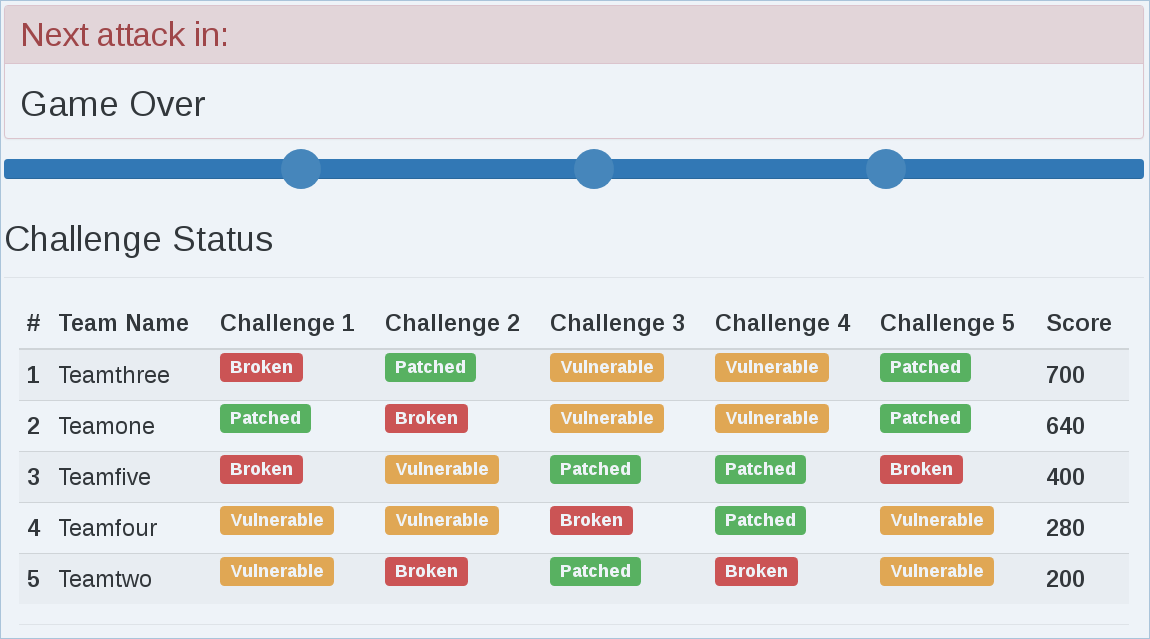 Next attack in:
Game Over
Challenge Status
# Team Name Challenge 1 Challenge 2 Challenge 3 Challenge 4 Challenge 5 Score
1 Teamthree Broken Patched Vulnerable Vulnerable Patched 700
2 Teamone Patched Broken Vulnerable Vulnerable Patched 640
3 Teamfive Broken Vulnerable Patched Patched Broken 400
4 Teamfour Vulnerable Vulnerable Broken Patched Vulnerable 280
5 Teamtwo Vulnerable Broken Patched Broken Vulnerable 200